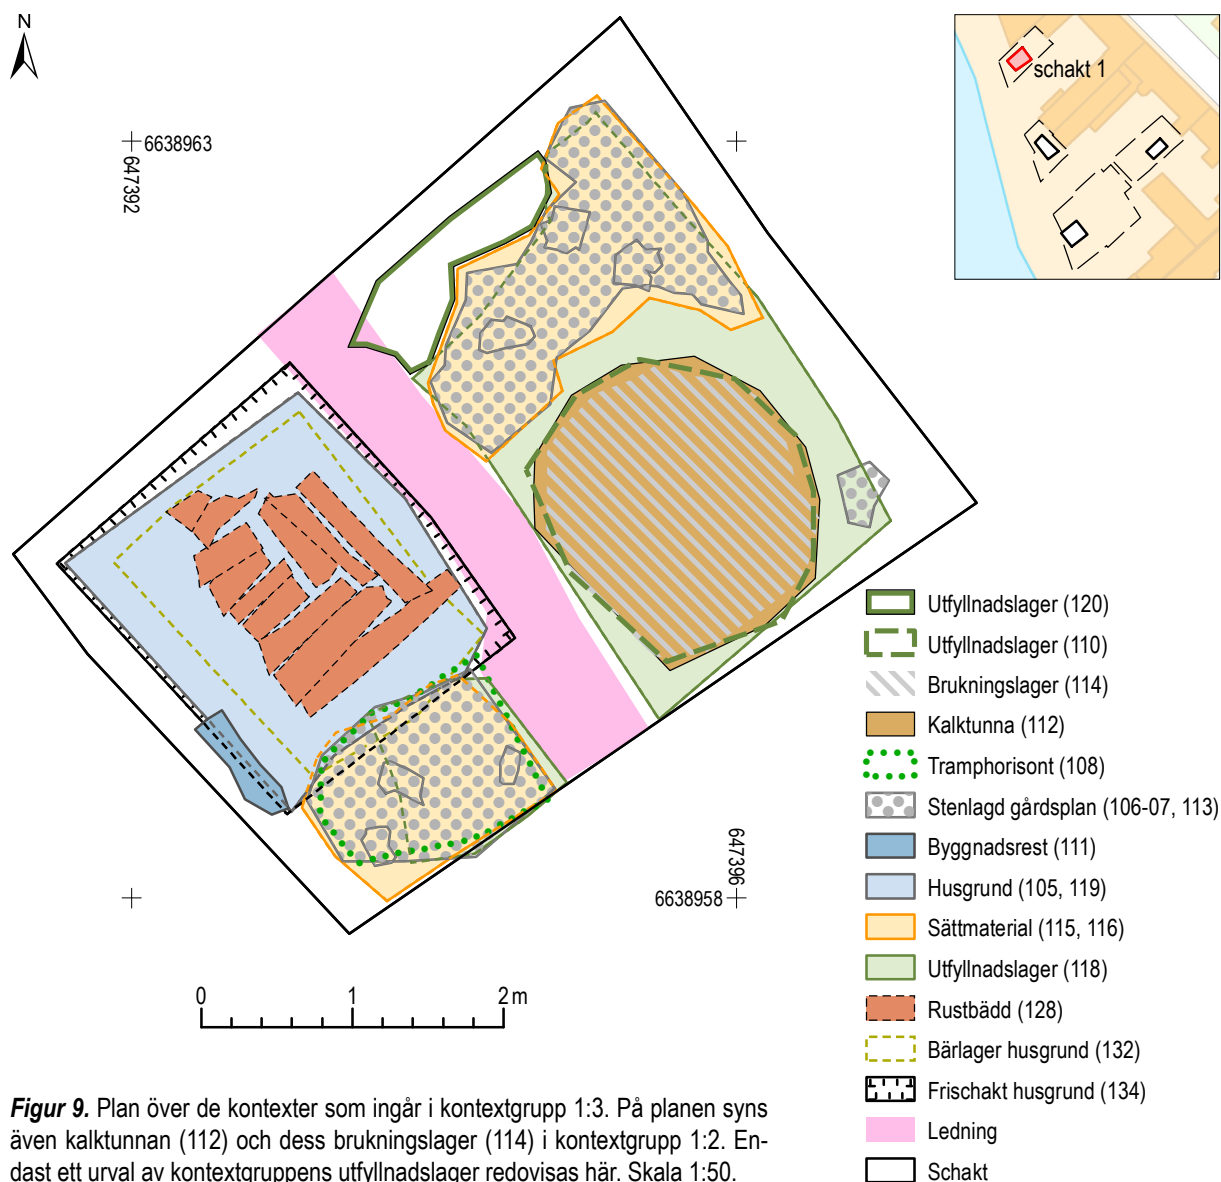 N
schakt 1
6638963
647392
647396
6638958
0 1 2 m
Utfyllnadslager (120)
Utfyllnadslager (110)
Brukningslager (114)
Kalktunna (112)
Tramphorisont (108)
Stenlagd gårdsplan (106-07, 113)
Byggnadsrest (111)
Husgrund (105, 119)
Sättmaterial (115, 116)
Utfyllnadslager (118)
Rustbädd (128)
Bärlager husgrund (132)
Frischakt husgrund (134)
Ledning
Schakt
Figur 9. Plan över de kontexter som ingår i kontextgrupp 1:3. På planen syns
även kalktunnan (112) och dess brukningslager (114) i kontextgrupp 1:2. En-
dast ett urval av kontextgruppens utfyllnadslager redovisas här. Skala 1:50.